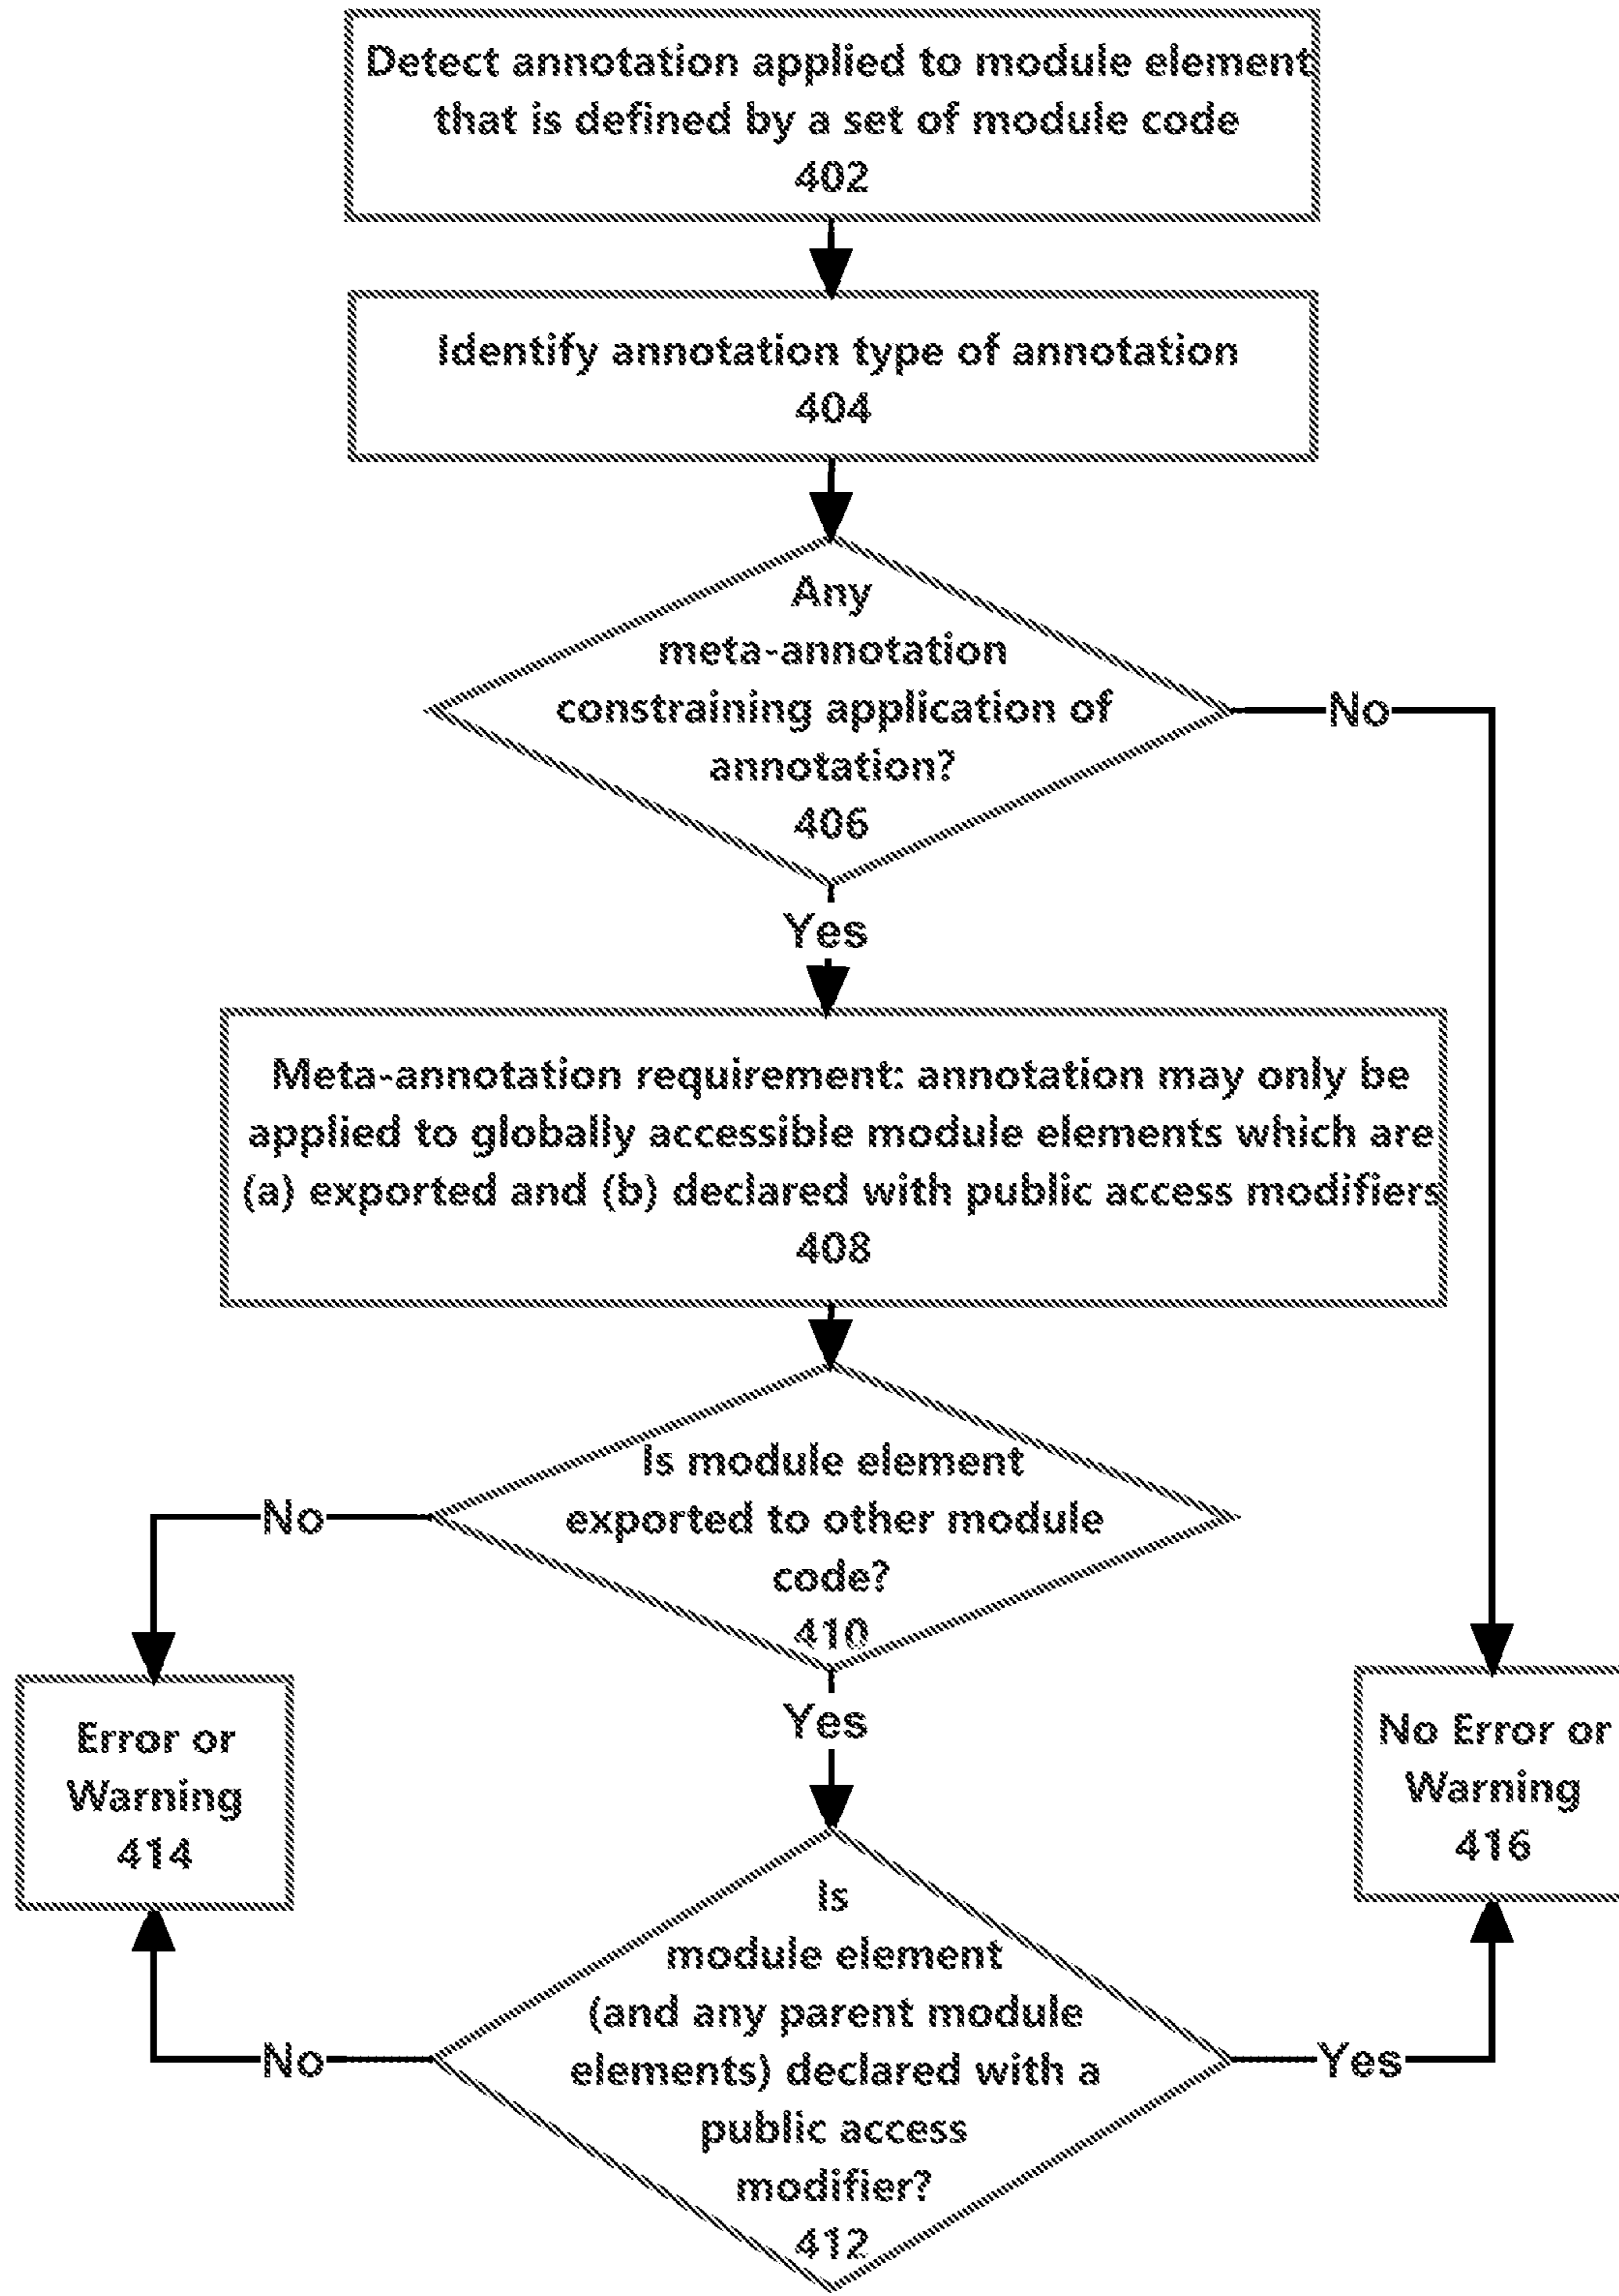 Detect annotation applied to module element
that is defined by a set of module code
402
Identify annotation type of annotation
404
Any
meta-annotation
constraining application of
annotation?
406
No
Yes
Meta-annotation requirement: annotation may only be
applied to globally accessible module elements which are
(a) exported and (b) declared with public access modifiers
408
Is module element
exported to other module
code?
410
No
Yes
Error or
Warning
414
No Error or
Warning
416
Is
module element
(and any parent module
elements) declared with a
public access
modifier?
412
No
Yes